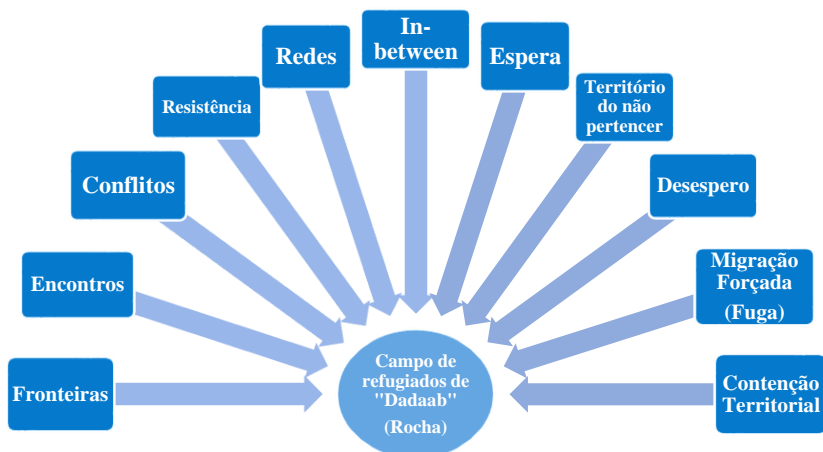 Fronteiras
Encontros
Conflitos
Resistência
Redes
In-
between
Espera
Território
do não
pertencer
Desespero
Migração
Forçada
(Fuga)
Contenção
Territorial
Campo de
refugiados de
"Dadaab"
(Rocha)